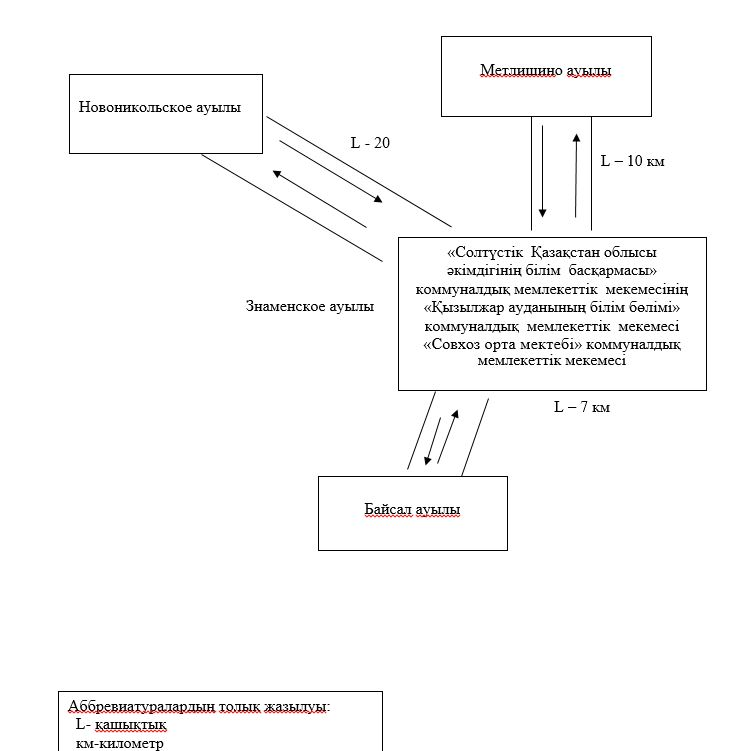 Метлишино ауылы
Новоникольское ауылы
L - 20
L – 10 км
«Солтүстік Қазақстан облысы
әкімдігінің білім басқармасы»
коммуналдық мемлекеттік мекемесінің
«Қызылжар ауданының білім бөлімі»
коммуналдық мемлекеттік мекемесі
«Совхоз орта мектебі» коммуналдық
мемлекеттік мекемесі
Знаменское ауылы
L – 7 км
Байсал ауылы
Аббревиатуралардың толық жазылуы:
L- қашықтық
км-километр